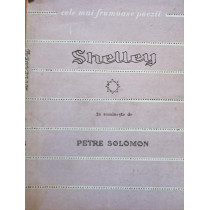 cele mai frumoase poezii
Shelley
în românește de
PETRE SOLOMON